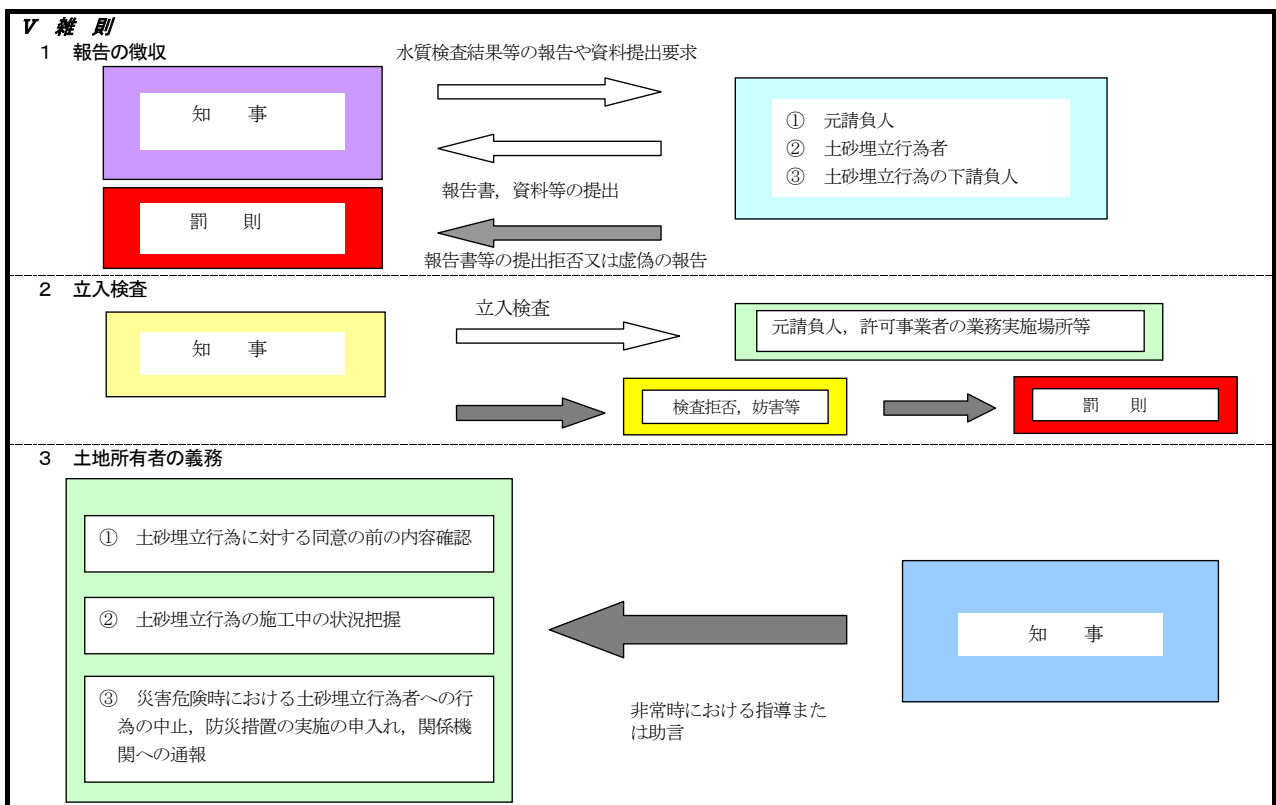 Ⅴ 雑 則
1 報告の徴収
水質検査結果等の報告や資料提出要求
知 事
① 元請負人
② 土砂埋立行為者
③ 土砂埋立行為の下請負人
報告書，資料等の提出
罰 則
報告書等の提出拒否又は虚偽の報告
2 立入検査
立入検査
知 事
元請負人，許可事業者の業務実施場所等
検査拒否，妨害等
罰 則
3 土地所有者の義務
① 土砂埋立行為に対する同意の前の内容確認
② 土砂埋立行為の施工中の状況把握
③ 災害危険時における土砂埋立行為者への行
為の中止，防災措置の実施の申入れ，関係機
関への通報
知 事
非常時における指導また
は助言